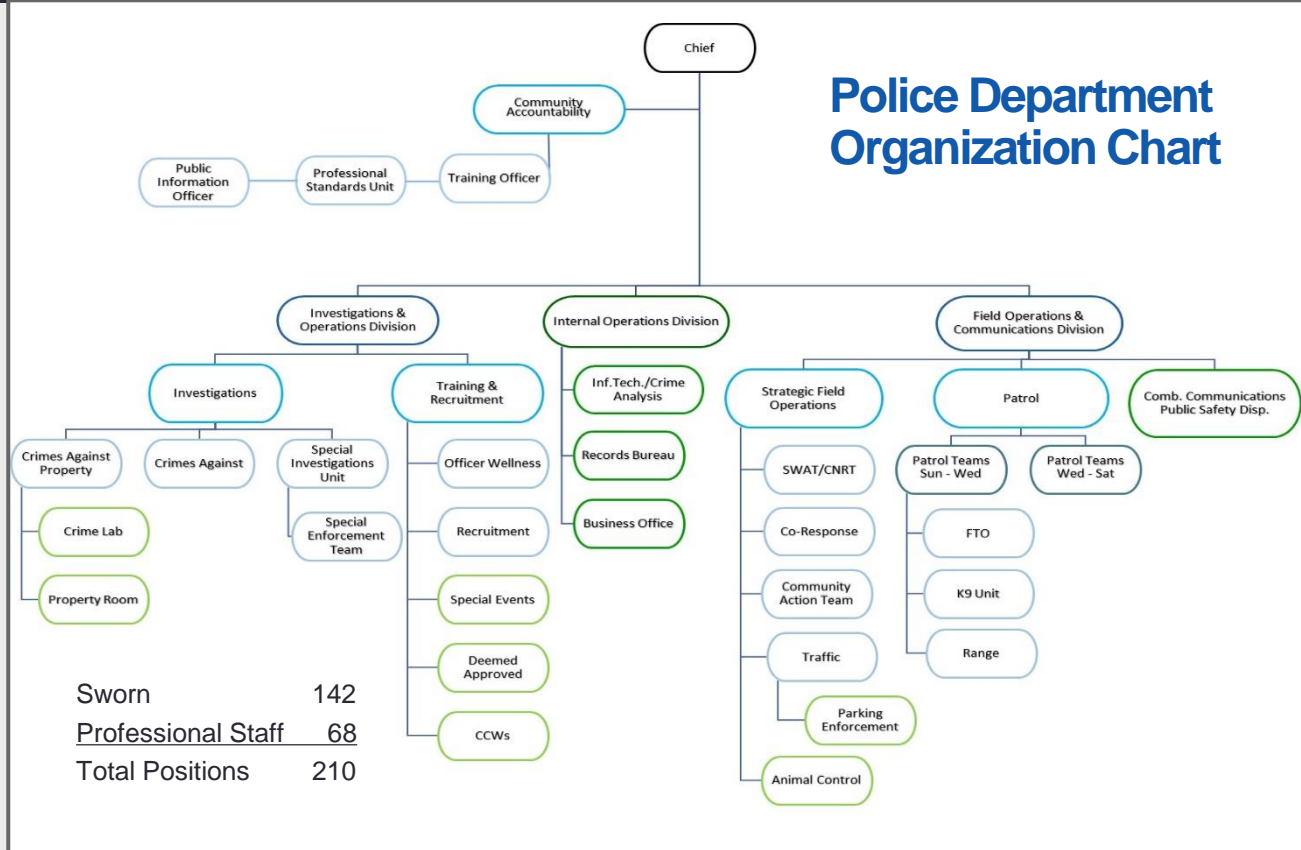 Chief
Police Department
Organization Chart
Community
Accountability
Public
Information
Officer
Professional
Standards Unit
Training Officer
Investigations &
Operations Division
Internal Operations Division
Field Operations &
Communications Division
Investigations
Training &
Recruitment
Inf.Tech./Crime
Analysis
Strategic Field
Operations
Patrol
Comb. Communications
Public Safety Disp.
Crimes Against
Property
Crimes Against
Special
Investigations
Unit
Officer Wellness
Records Bureau
SWAT/CNRT
Patrol Teams
Sun - Wed
Patrol Teams
Wed - Sat
Crime Lab
Special
Enforcement
Team
Recruitment
Business Office
Co-Response
FTO
Property Room
Special Events
Community
Action Team
K9 Unit
Deemed
Approved
Traffic
Range
CCWs
Parking
Enforcement
Animal Control
Sworn 142
Professional Staff 68
Total Positions 210